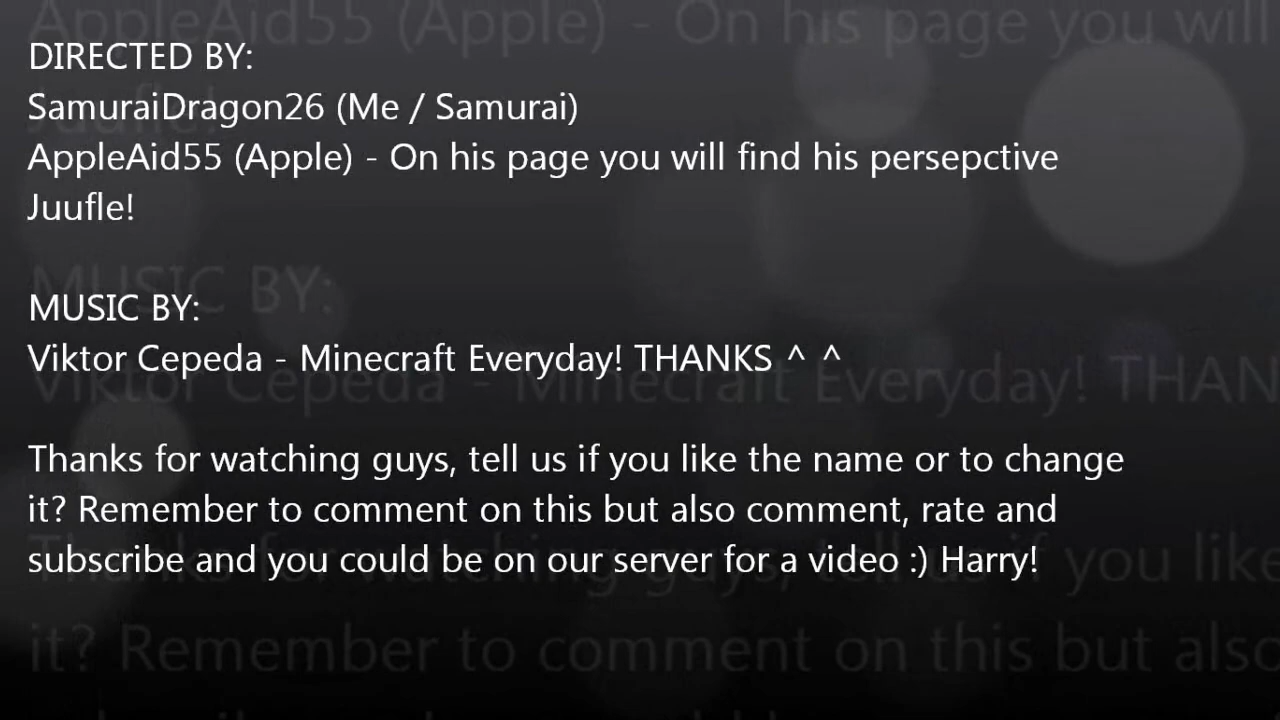 DIRECTED BY:
SamuraiDragon26 (Me / Samurai)
AppleAid55 (Apple) - On his page you will find his persepctive
Juufle!
MUSIC BY:
Viktor Cepeda - Minecraft Everyday! THANKS ^ ^
Thanks for watching guys, tell us if you like the name or to change
it? Remember to comment on this but also comment, rate and
subscribe and you could be on our server for a video :) Harry!